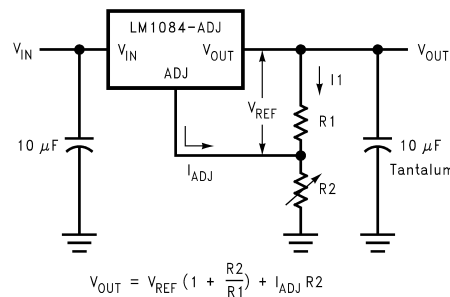 LM1084-ADJ
V_IN
V_IN
V_OUT
V_OUT
ADJ
I1
V_REF
R1
10 μF
I_ADJ
R2
10 μF
Tantalum
V_OUT = V_REF (1 + R2/R1) + I_ADJ R2